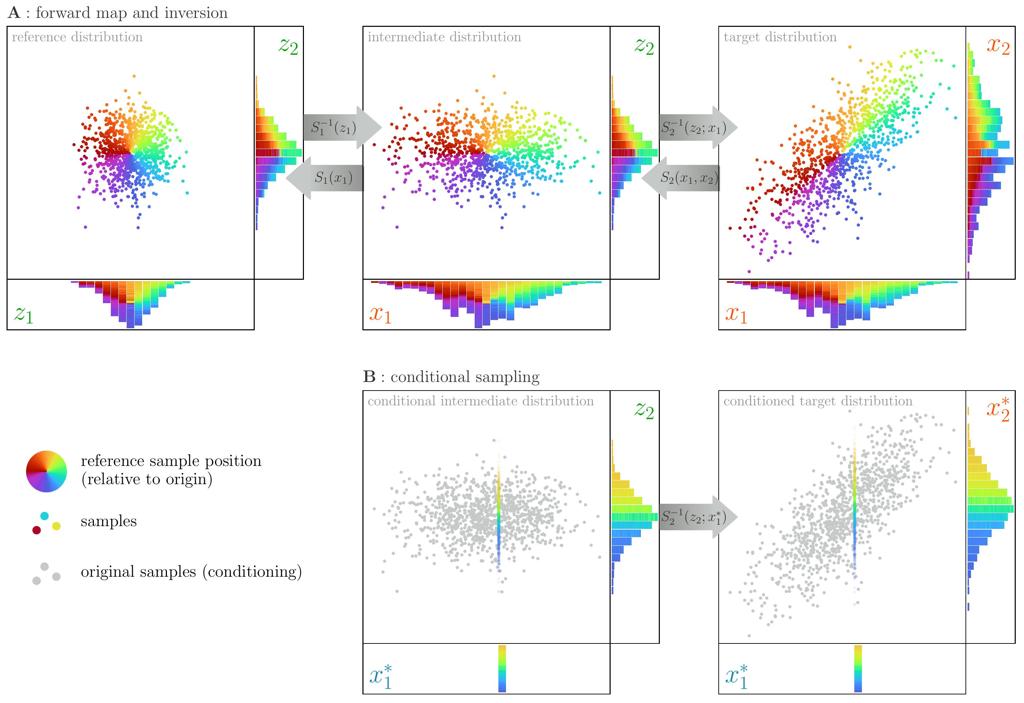 A : forward map and inversion
reference distribution
z₂
z₁
S₁⁻¹(z₁)
S₁(x₁)
intermediate distribution
z₂
x₁
S₂⁻¹(z₂; x₁)
S₂(x₁, x₂)
target distribution
x₂
x₁
B : conditional sampling
conditional intermediate distribution
z₂
x₁*
S₂⁻¹(z₂; x₁*)
conditioned target distribution
x₂*
x₁*
reference sample position
(relative to origin)
samples
original samples (conditioning)